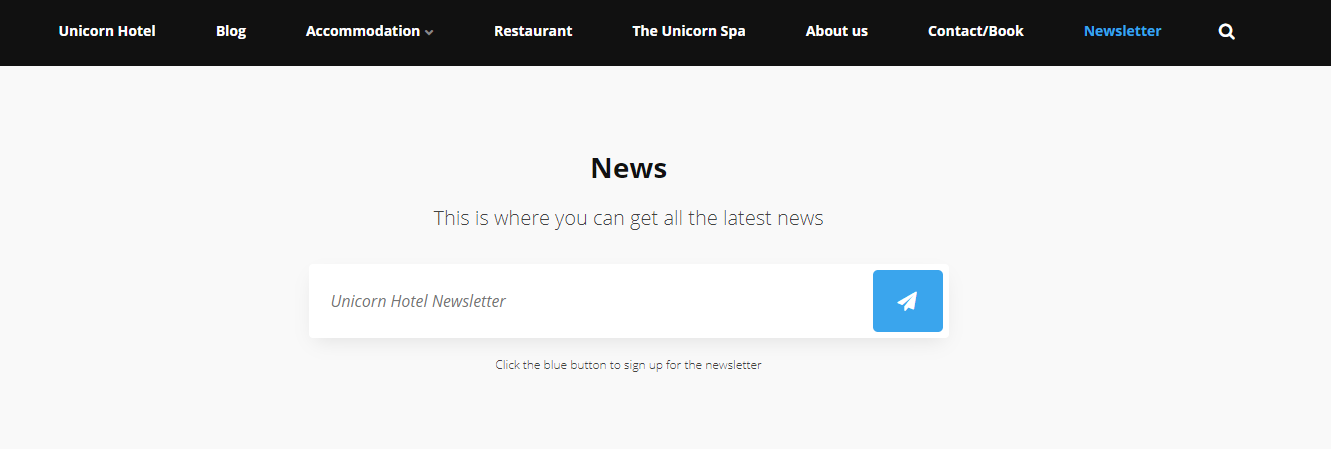 Unicorn Hotel Blog Accommodation Restaurant The Unicorn Spa About us Contact/Book Newsletter
News
This is where you can get all the latest news
Unicorn Hotel Newsletter
Click the blue button to sign up for the newsletter